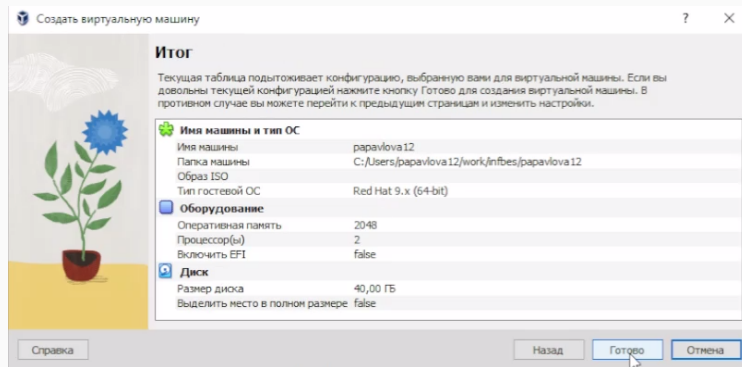 Создать виртуальную машину
Итог
Текущая таблица подытоживает конфигурацию, выбранную вами для виртуальной машины. Если вы
довольны текущей конфигурацией нажмите кнопку Готово для создания виртуальной машины. В
противном случае вы можете перейти к предыдущим страницам и изменить настройки.
Имя машины и тип ОС
Имя машины papavlova12
Папка машины C:/Users/papavlova12/work/infbes/papavlova12
Образ ISO
Тип гостевой ОС Red Hat 9.x (64-bit)
Оборудование
Оперативная память 2048
Процессор(ы) 2
Включить EFI false
Диск
Размер диска 40,00 ГБ
Выделить место в полном размере false
Справка Назад Готово Отмена